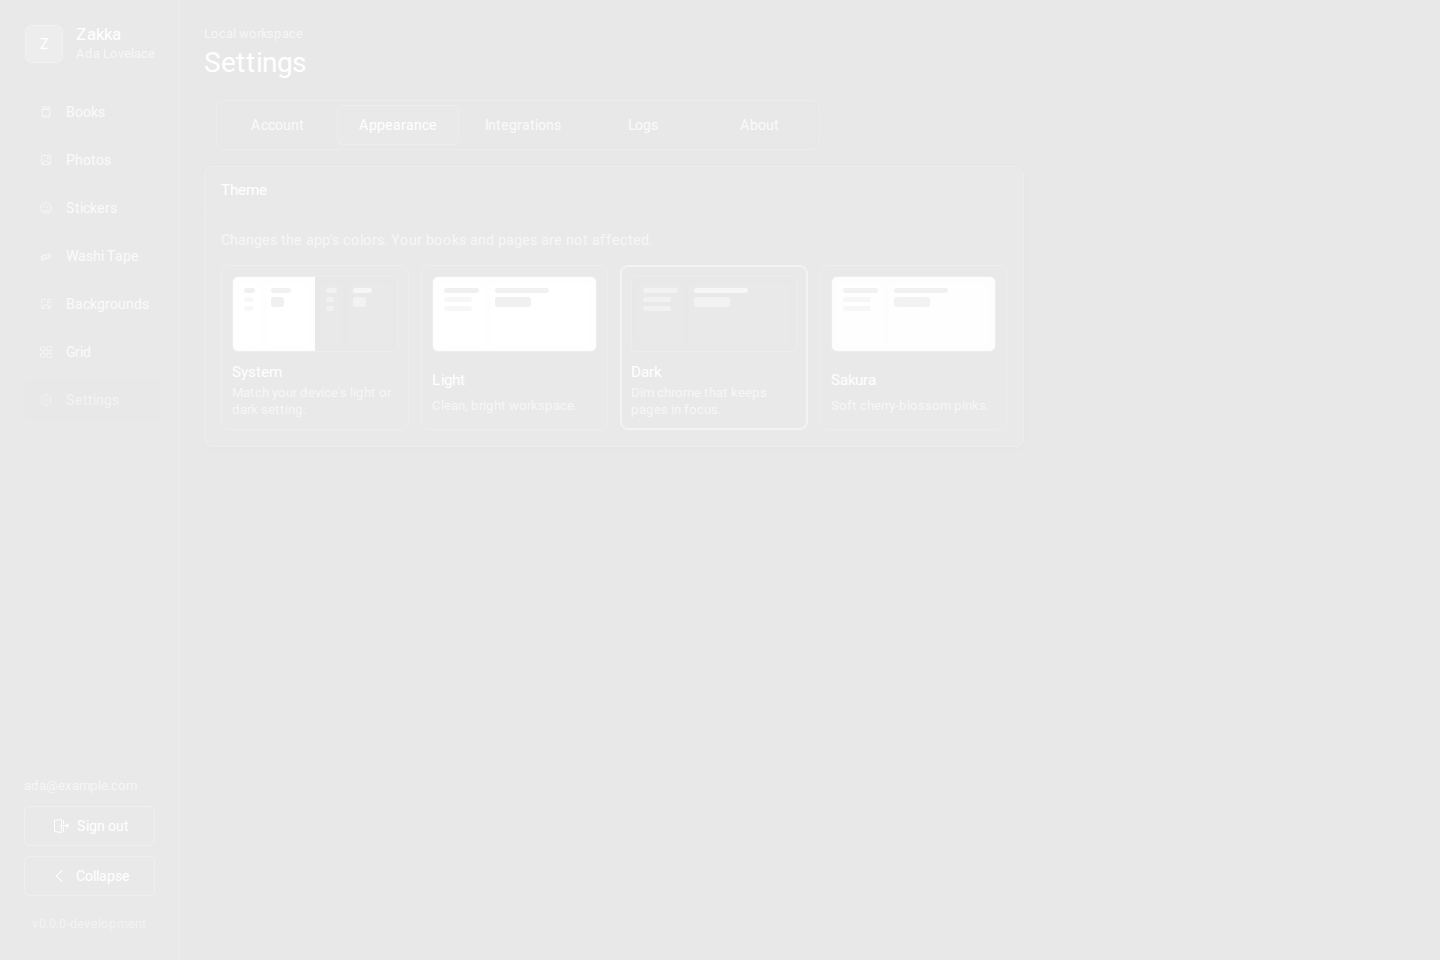 Zakka
Ada Lovelace
Z
Books
Photos
Stickers
Washi Tape
Backgrounds
Grid
Settings
ada@example.com
Sign out
Collapse
v0.0.0-development
Local workspace
Settings
Account
Appearance
Integrations
Logs
About
Theme
Changes the app's colors. Your books and pages are not affected.
System
Match your device's light or
dark setting.
Light
Clean, bright workspace.
Dark
Dim chrome that keeps
pages in focus.
Sakura
Soft cherry-blossom pinks.